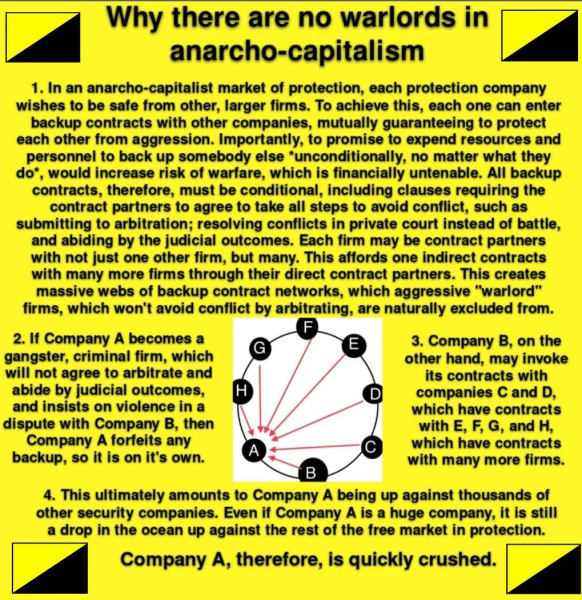 Why there are no warlords in
anarcho-capitalism
1. In an anarcho-capitalist market of protection, each protection company
wishes to be safe from other, larger firms. To achieve this, each one can enter
backup contracts with other companies, mutually guaranteeing to protect
each other from aggression. Importantly, to promise to expend resources and
personnel to back up somebody else *unconditionally, no matter what they
do*, would increase risk of warfare, which is financially untenable. All backup
contracts, therefore, must be conditional, including clauses requiring the
contract partners to agree to take all steps to avoid conflict, such as
submitting to arbitration; resolving conflicts in private court instead of battle,
and abiding by the judicial outcomes. Each firm may be contract partners
with not just one other firm, but many. This affords one indirect contracts
with many more firms through their direct contract partners. This creates
massive webs of backup contract networks, which aggressive "warlord"
firms, which won't avoid conflict by arbitrating, are naturally excluded from.
2. If Company A becomes a
gangster, criminal firm, which
will not agree to arbitrate and
abide by judicial outcomes,
and insists on violence in a
dispute with Company B, then
Company A forfeits any
backup, so it is on it's own.
F
G
E
H
D
A
C
B
3. Company B, on the
other hand, may invoke
its contracts with
companies C and D,
which have contracts
with E, F, G, and H,
which have contracts
with many more firms.
4. This ultimately amounts to Company A being up against thousands of
other security companies. Even if Company A is a huge company, it is still
a drop in the ocean up against the rest of the free market in protection.
Company A, therefore, is quickly crushed.